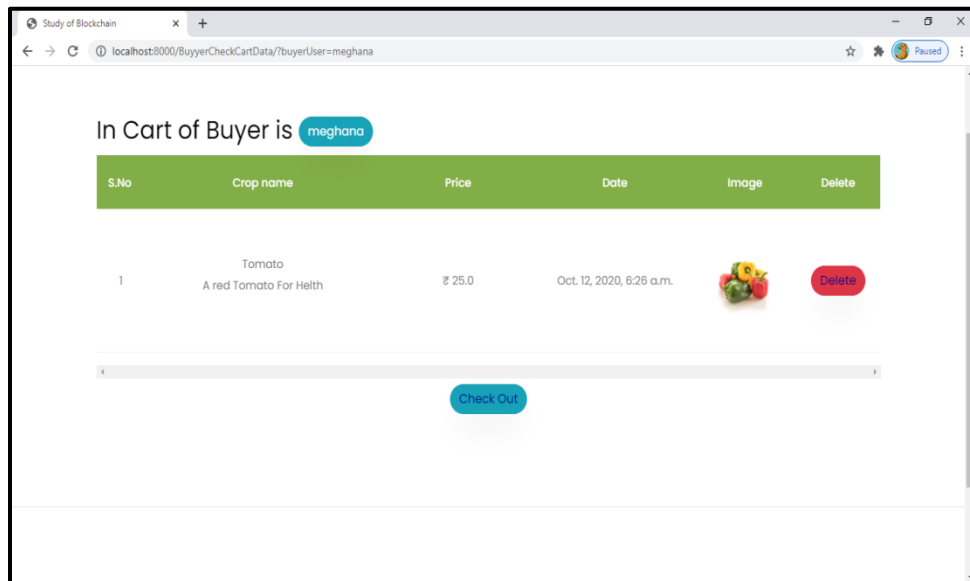 Study of Blockchain
localhost:8000/BuyyerCheckCartData/?buyerUser=meghana
Paused
In Cart of Buyer is meghana
S.No Crop name Price Date Image Delete
1 Tomato ₹ 25.0 Oct. 12, 2020, 6:26 a.m. Delete
A red Tomato For Helth
Check Out